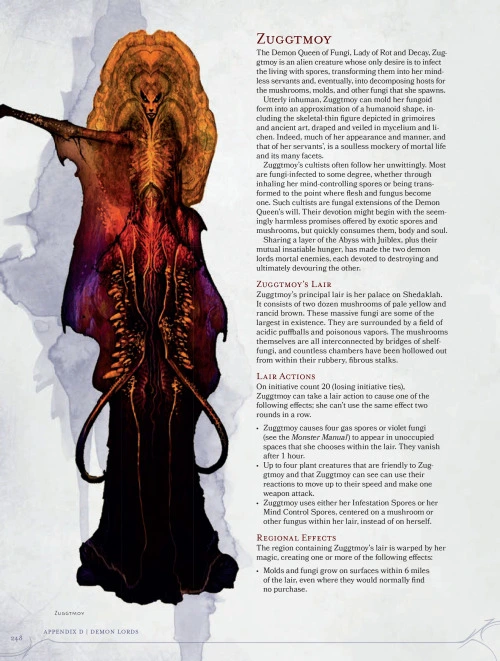 ZUGGTMOY
The Demon Queen of Fungi, Lady of Rot and Decay, Zug-
gtmoy is an alien creature whose only desire is to infect
the living with spores, transforming them into her mind-
less servants and, eventually, into decomposing hosts for
the mushrooms, molds, and other fungi that she spawns.
Utterly inhuman, Zuggtmoy can mold her fungoid
form into an approximation of a humanoid shape, in-
cluding the skeletal-thin figure depicted in grimoires
and ancient art, draped and veiled in mycelium and li-
chen. Indeed, much of her appearance and manner, and
that of her servants', is a soulless mockery of mortal life
and its many facets.
Zuggtmoy's cultists often follow her unwittingly. Most
are fungi-infected to some degree, whether through
inhaling her mind-controlling spores or being trans-
formed to the point where flesh and fungus become
one. Such cultists are fungal extensions of the Demon
Queen's will. Their devotion might begin with the seem-
ingly harmless promises offered by exotic spores and
mushrooms, but quickly consumes them, body and soul.
Sharing a layer of the Abyss with Juiblex, plus their
mutual insatiable hunger, has made the two demon
lords mortal enemies, each devoted to destroying and
ultimately devouring the other.
ZUGGTMOY'S LAIR
Zuggtmoy's principal lair is her palace on Shedaklah.
It consists of two dozen mushrooms of pale yellow and
rancid brown. These massive fungi are some of the
largest in existence. They are surrounded by a field of
acidic puffballs and poisonous vapors. The mushrooms
themselves are all interconnected by bridges of shelf-
fungi, and countless chambers have been hollowed out
from within their rubbery, fibrous stalks.
LAIR ACTIONS
On initiative count 20 (losing initiative ties),
Zuggtmoy can take a lair action to cause one of the
following effects; she can't use the same effect two
rounds in a row.
• Zuggtmoy causes four gas spores or violet fungi
(see the Monster Manual) to appear in unoccupied
spaces that she chooses within the lair. They vanish
after 1 hour.
• Up to four plant creatures that are friendly to Zug-
gtmoy and that Zuggtmoy can see can use their
reactions to move up to their speed and make one
weapon attack.
• Zuggtmoy uses either her Infestation Spores or her
Mind Control Spores, centered on a mushroom or
other fungus within her lair, instead of on herself.
REGIONAL EFFECTS
The region containing Zuggtmoy's lair is warped by her
magic, creating one or more of the following effects:
• Molds and fungi grow on surfaces within 6 miles
of the lair, even where they would normally find
no purchase.
ZUGGTMOY
248
APPENDIX D | DEMON LORDS